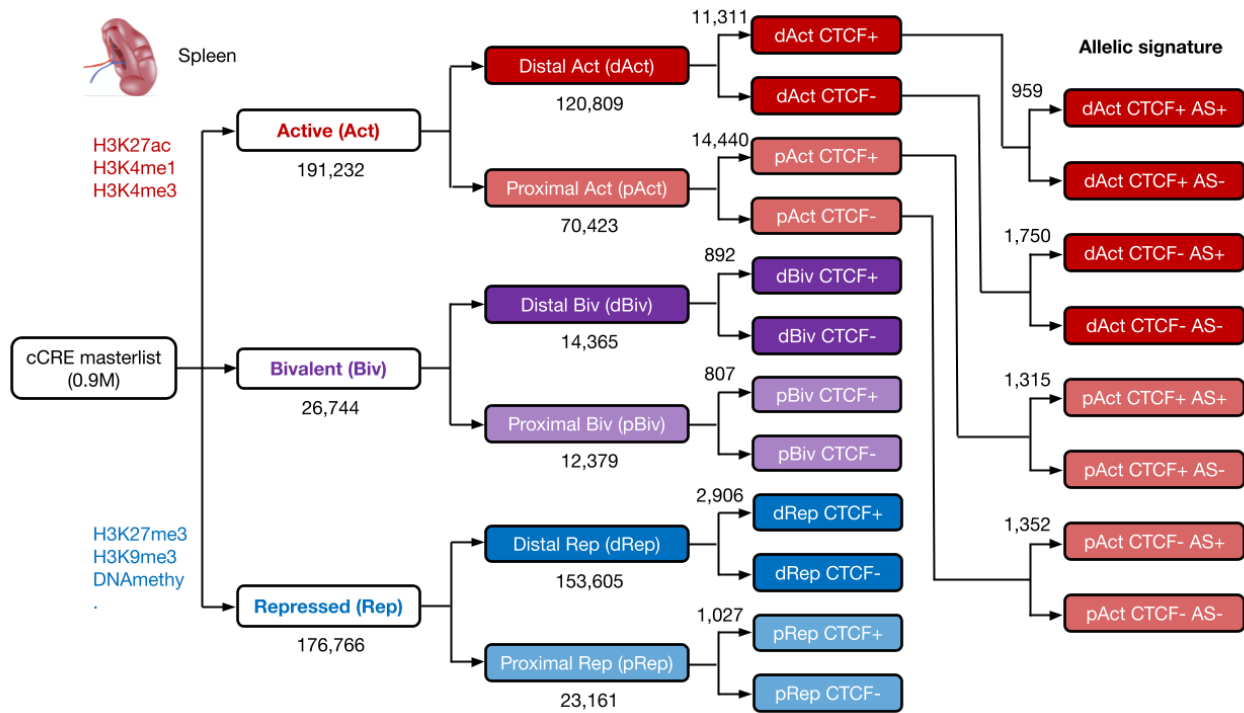 Spleen
Allelic signature
H3K27ac
H3K4me1
H3K4me3
cCRE masterlist
(0.9M)
H3K27me3
H3K9me3
DNAmethy
.
Active (Act)
191,232
Bivalent (Biv)
26,744
Repressed (Rep)
176,766
Distal Act (dAct)
120,809
Proximal Act (pAct)
70,423
Distal Biv (dBiv)
14,365
Proximal Biv (pBiv)
12,379
Distal Rep (dRep)
153,605
Proximal Rep (pRep)
23,161
11,311
dAct CTCF+
dAct CTCF-
14,440
pAct CTCF+
pAct CTCF-
892
dBiv CTCF+
dBiv CTCF-
807
pBiv CTCF+
pBiv CTCF-
2,906
dRep CTCF+
dRep CTCF-
1,027
pRep CTCF+
pRep CTCF-
959
dAct CTCF+ AS+
dAct CTCF+ AS-
1,750
dAct CTCF- AS+
dAct CTCF- AS-
1,315
pAct CTCF+ AS+
pAct CTCF+ AS-
1,352
pAct CTCF- AS+
pAct CTCF- AS-